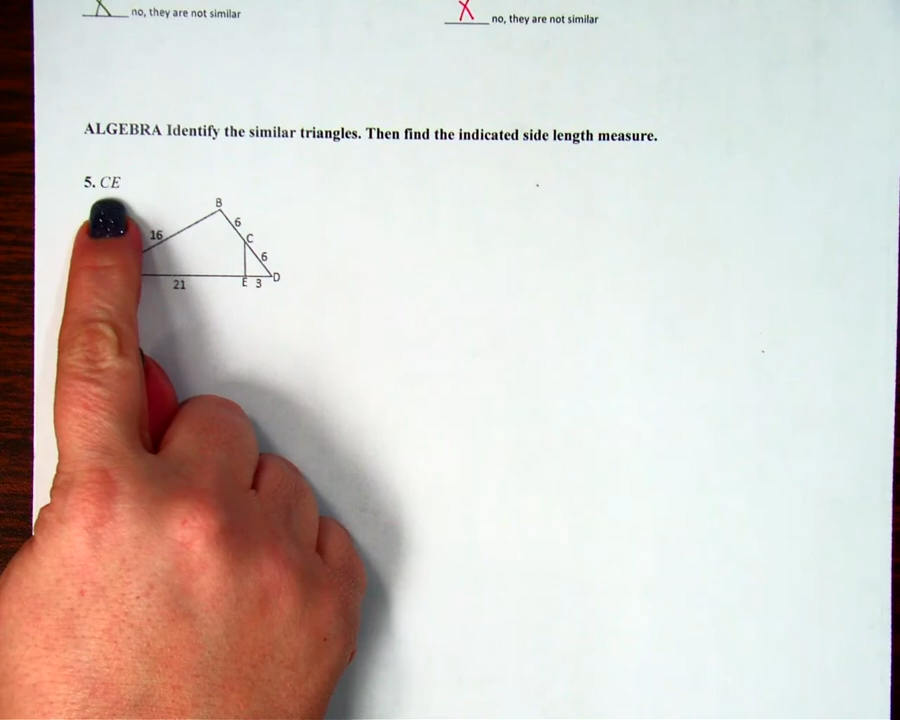 X no, they are not similar
X no, they are not similar
ALGEBRA Identify the similar triangles. Then find the indicated side length measure.
5. CE
B
6
16
C
6
21
E 3 D